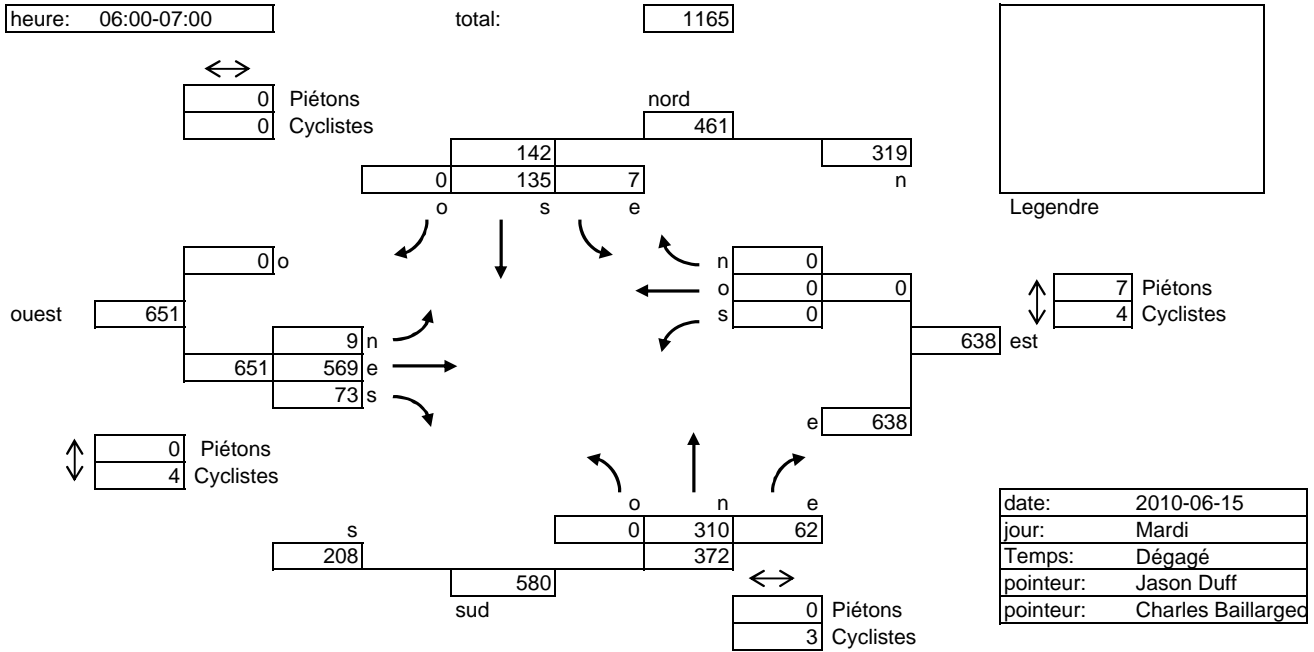 heure: 06:00-07:00 total: 1165
0 Piétons
0 Cyclistes
nord
461
142 319
0 135 7 n
o s e
Legendre
0 o
n 0
o 0 0
s 0
7 Piétons
4 Cyclistes
ouest 651
9 n
651 569 e
73 s
638 est
e 638
0 Piétons
4 Cyclistes
o n e
s 0 310 62
208 372
580
sud
0 Piétons
3 Cyclistes
date: 2010-06-15
jour: Mardi
Temps: Dégagé
pointeur: Jason Duff
pointeur: Charles Baillargeo